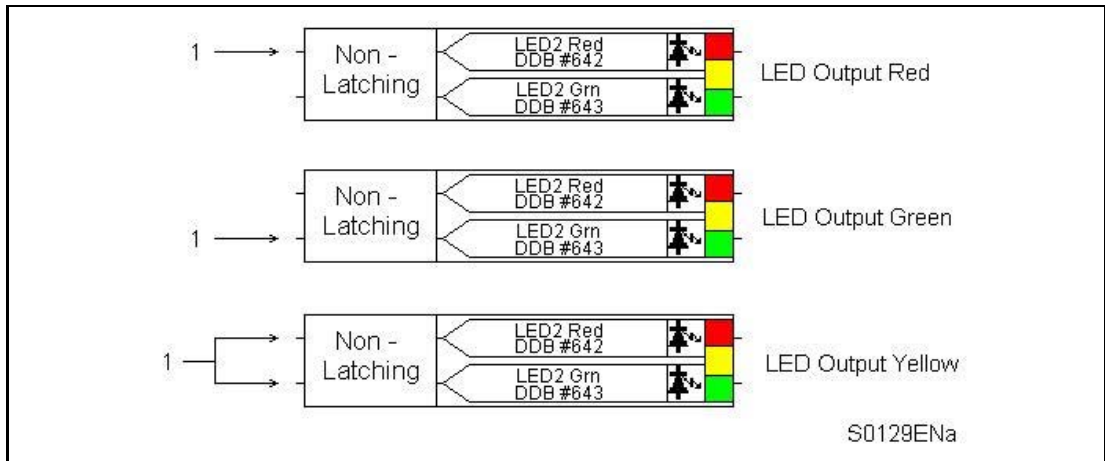 1
Non -
Latching
LED2 Red
DDB #642
LED2 Grn
DDB #643
LED Output Red
1
Non -
Latching
LED2 Red
DDB #642
LED2 Grn
DDB #643
LED Output Green
1
Non -
Latching
LED2 Red
DDB #642
LED2 Grn
DDB #643
LED Output Yellow
S0129ENa